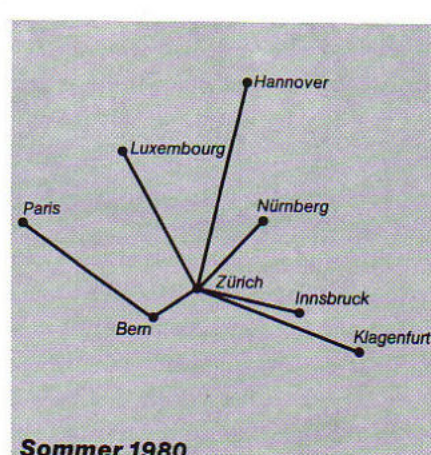 Hannover
Luxembourg
Paris
Nürnberg
Zürich
Innsbruck
Bern
Klagenfurt
Sommer 1980